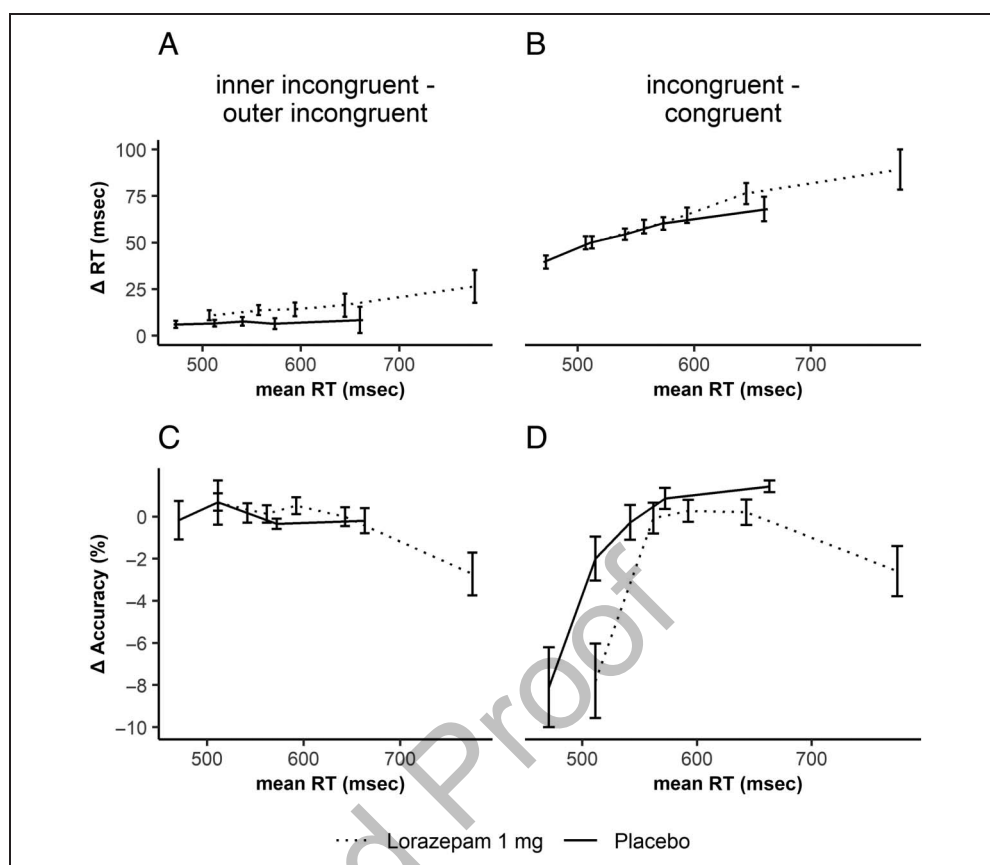 A
B
inner incongruent -
outer incongruent
incongruent -
congruent
Δ RT (msec)
100
75
50
25
0
500
600
700
mean RT (msec)
500
600
700
mean RT (msec)
C
D
Δ Accuracy (%)
0
−2
−4
−6
−8
−10
500
600
700
mean RT (msec)
500
600
700
mean RT (msec)
d Proof
Lorazepam 1 mg
Placebo